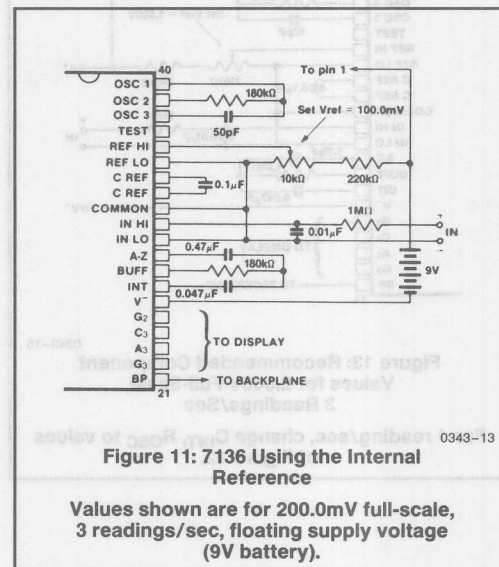 40
To pin 1
OSC 1
OSC 2
180kΩ
OSC 3
50pF
Set Vref = 100.0mV
TEST
REF HI
REF LO
10kΩ
220kΩ
C REF
0.1µF
C REF
COMMON
1MΩ
IN HI
0.01µF
+
IN
IN LO
-
A-Z
0.47µF
BUFF
180kΩ
INT
0.047µF
9V
V⁻
G₂
C₃
TO DISPLAY
A₃
G₃
BP
TO BACKPLANE
21
0343-13
Figure 11: 7136 Using the Internal
Reference
Values shown are for 200.0mV full-scale,
3 readings/sec, floating supply voltage
(9V battery).